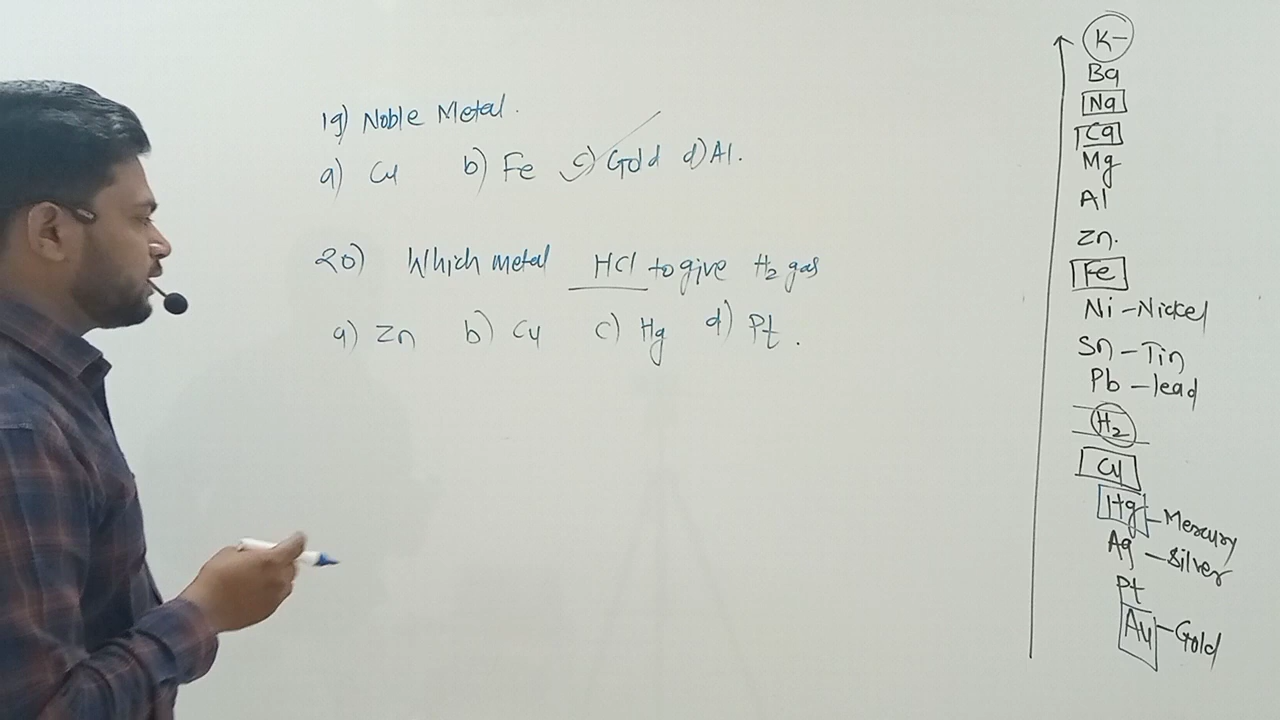 19) Noble Metal.
a) Cu b) Fe c) Gold d) Al.
20) Which metal HCl to give H₂ gas
a) Zn b) Cu c) Hg d) Pt.
K
Ba
Na
Ca
Mg
Al
Zn.
Fe
Ni - Nickel
Sn - Tin
Pb - lead
H₂
Cu
Hg - Mercury
Ag - Silver
Pt
Au - Gold